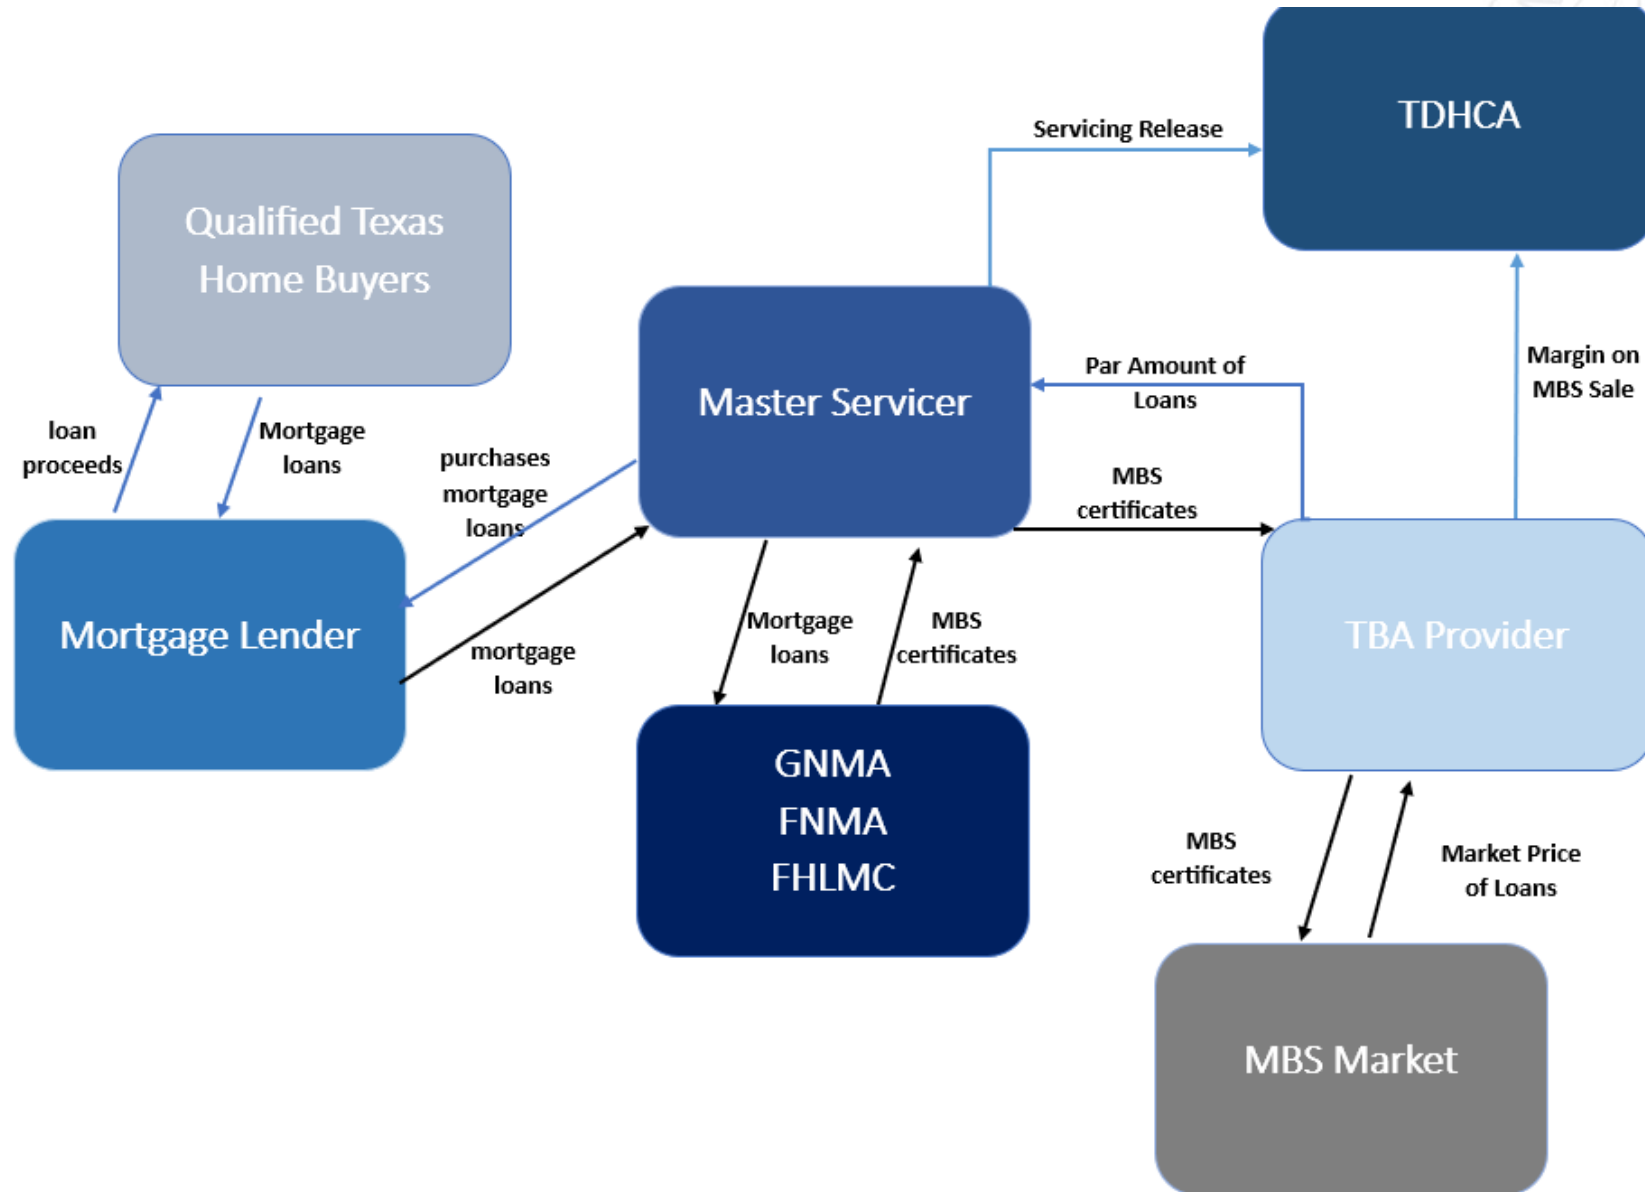 TDHCA
Servicing Release
Qualified Texas
Home Buyers
Par Amount of
Loans
Margin on
MBS Sale
Master Servicer
loan
proceeds
Mortgage
loans
purchases
mortgage
loans
MBS
certificates
Mortgage Lender
mortgage
loans
Mortgage
loans
MBS
certificates
TBA Provider
GNMA
FNMA
FHLMC
MBS
certificates
Market Price
of Loans
MBS Market